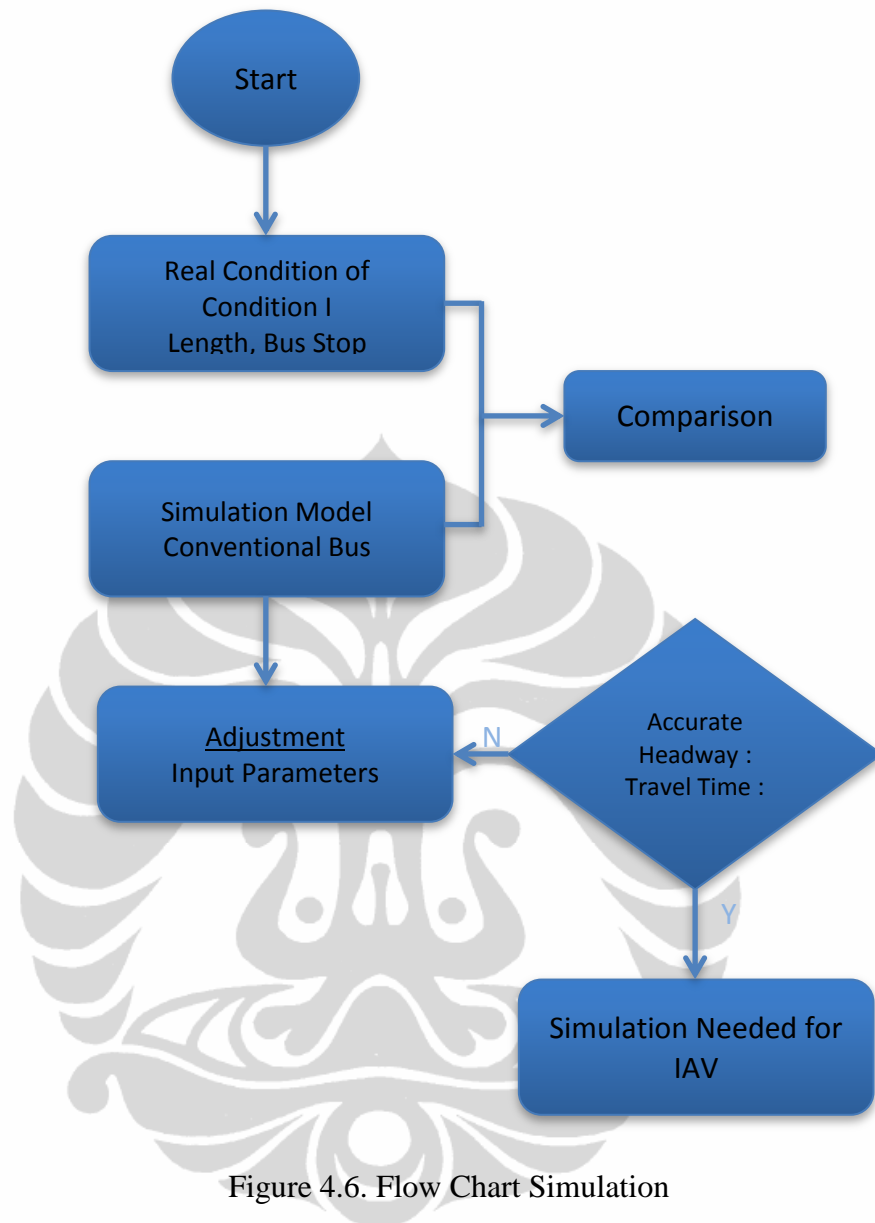 Start
Real Condition of
Condition I
Length, Bus Stop
Comparison
Simulation Model
Conventional Bus
Adjustment
Input Parameters
N
Accurate
Headway :
Travel Time :
Y
Simulation Needed for
IAV
Figure 4.6. Flow Chart Simulation